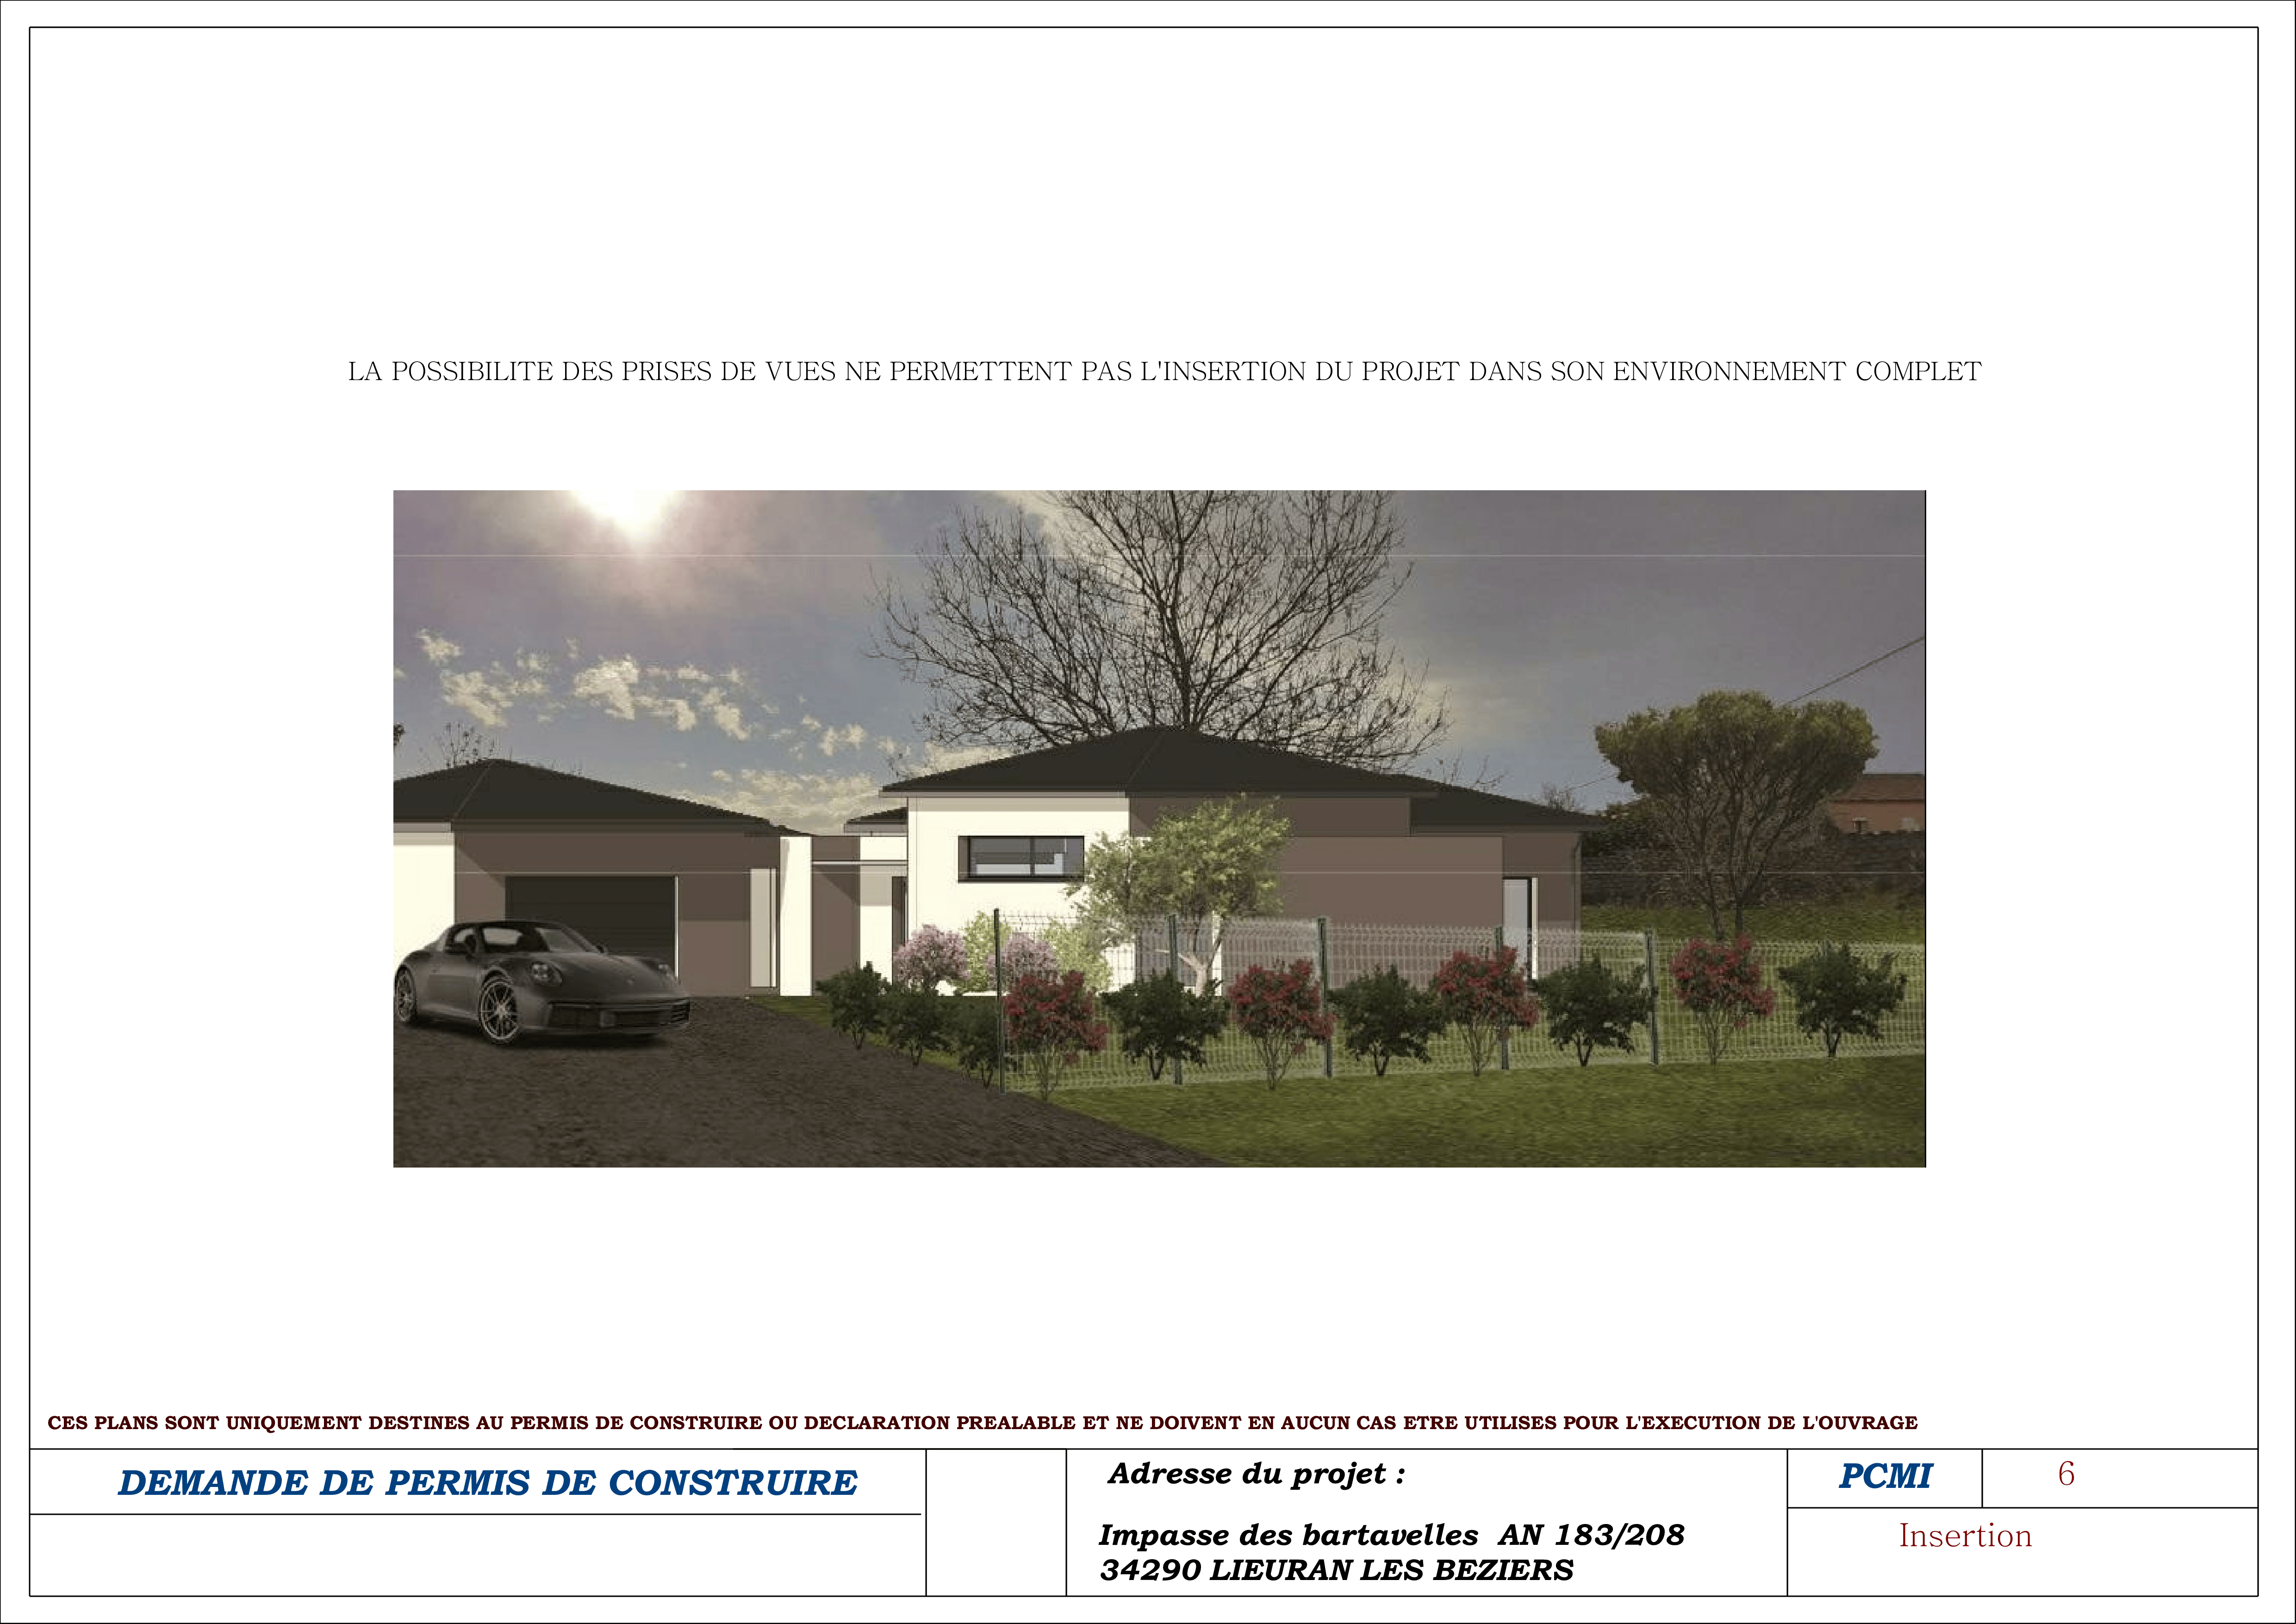 LA POSSIBILITE DES PRISES DE VUES NE PERMETTENT PAS L'INSERTION DU PROJET DANS SON ENVIRONNEMENT COMPLET
CES PLANS SONT UNIQUEMENT DESTINES AU PERMIS DE CONSTRUIRE OU DECLARATION PREALABLE ET NE DOIVENT EN AUCUN CAS ETRE UTILISES POUR L'EXECUTION DE L'OUVRAGE
DEMANDE DE PERMIS DE CONSTRUIRE
Adresse du projet :
Impasse des bartavelles AN 183/208
34290 LIEURAN LES BEZIERS
PCMI
6
Insertion